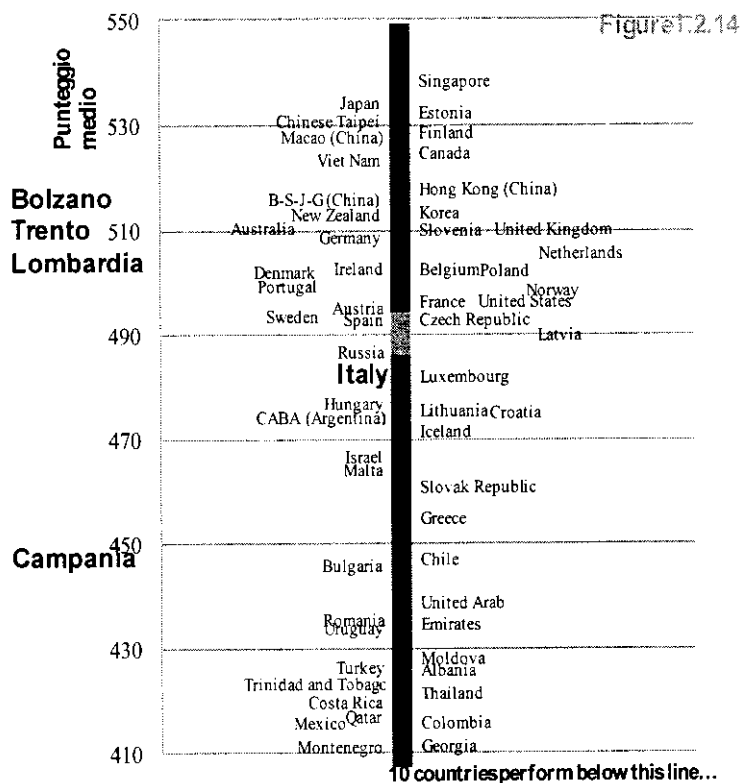 550
Figure1.2.14
Punteggio
medio
Singapore
Japan
Estonia
Chinese Taipei
530
Finland
Macao (China)
Canada
Viet Nam
Hong Kong (China)
Bolzano
B-S-J-G (China)
New Zealand
Korea
Trento
510
Australia
Slovenia
United Kingdom
Germany
Netherlands
Lombardia
Denmark
Ireland
Belgium
Poland
Portugal
Norway
Austria
France
United States
Sweden
Spain
Czech Republic
490
Latvia
Russia
Italy
Luxembourg
Hungary
Lithuania
Croatia
CABA (Argentina)
Iceland
470
Israel
Malta
Slovak Republic
Greece
450
Campania
Chile
Bulgaria
United Arab
Emirates
Romania
Uruguay
430
Moldova
Turkey
Albania
Trinidad and Tobago
Thailand
Costa Rica
Qatar
Mexico
Colombia
Montenegro
Georgia
410
10 countries perform below this line...